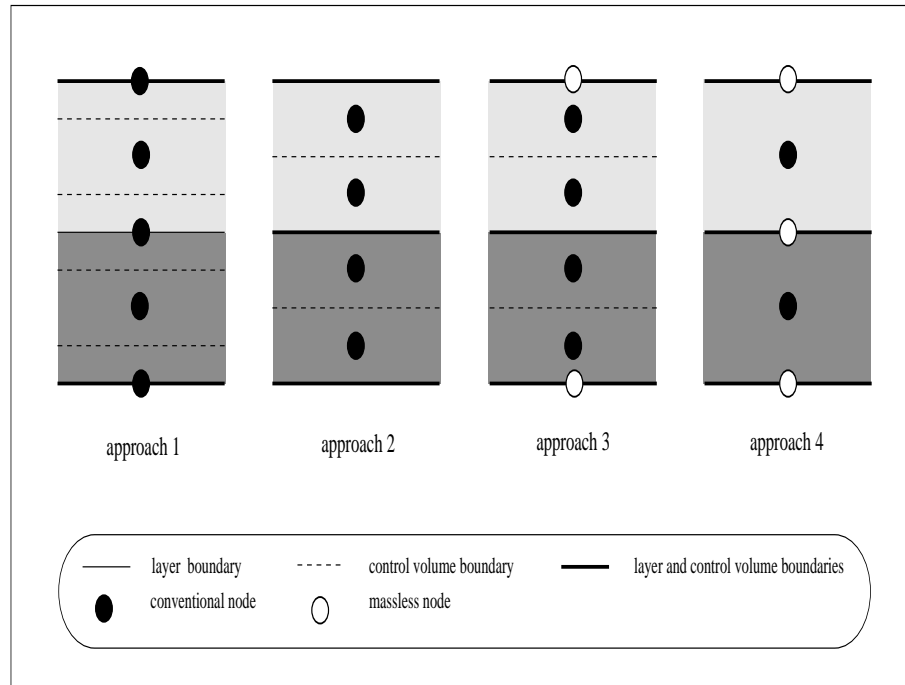 approach 1
approach 2
approach 3
approach 4
layer boundary
control volume boundary
layer and control volume boundaries
conventional node
massless node